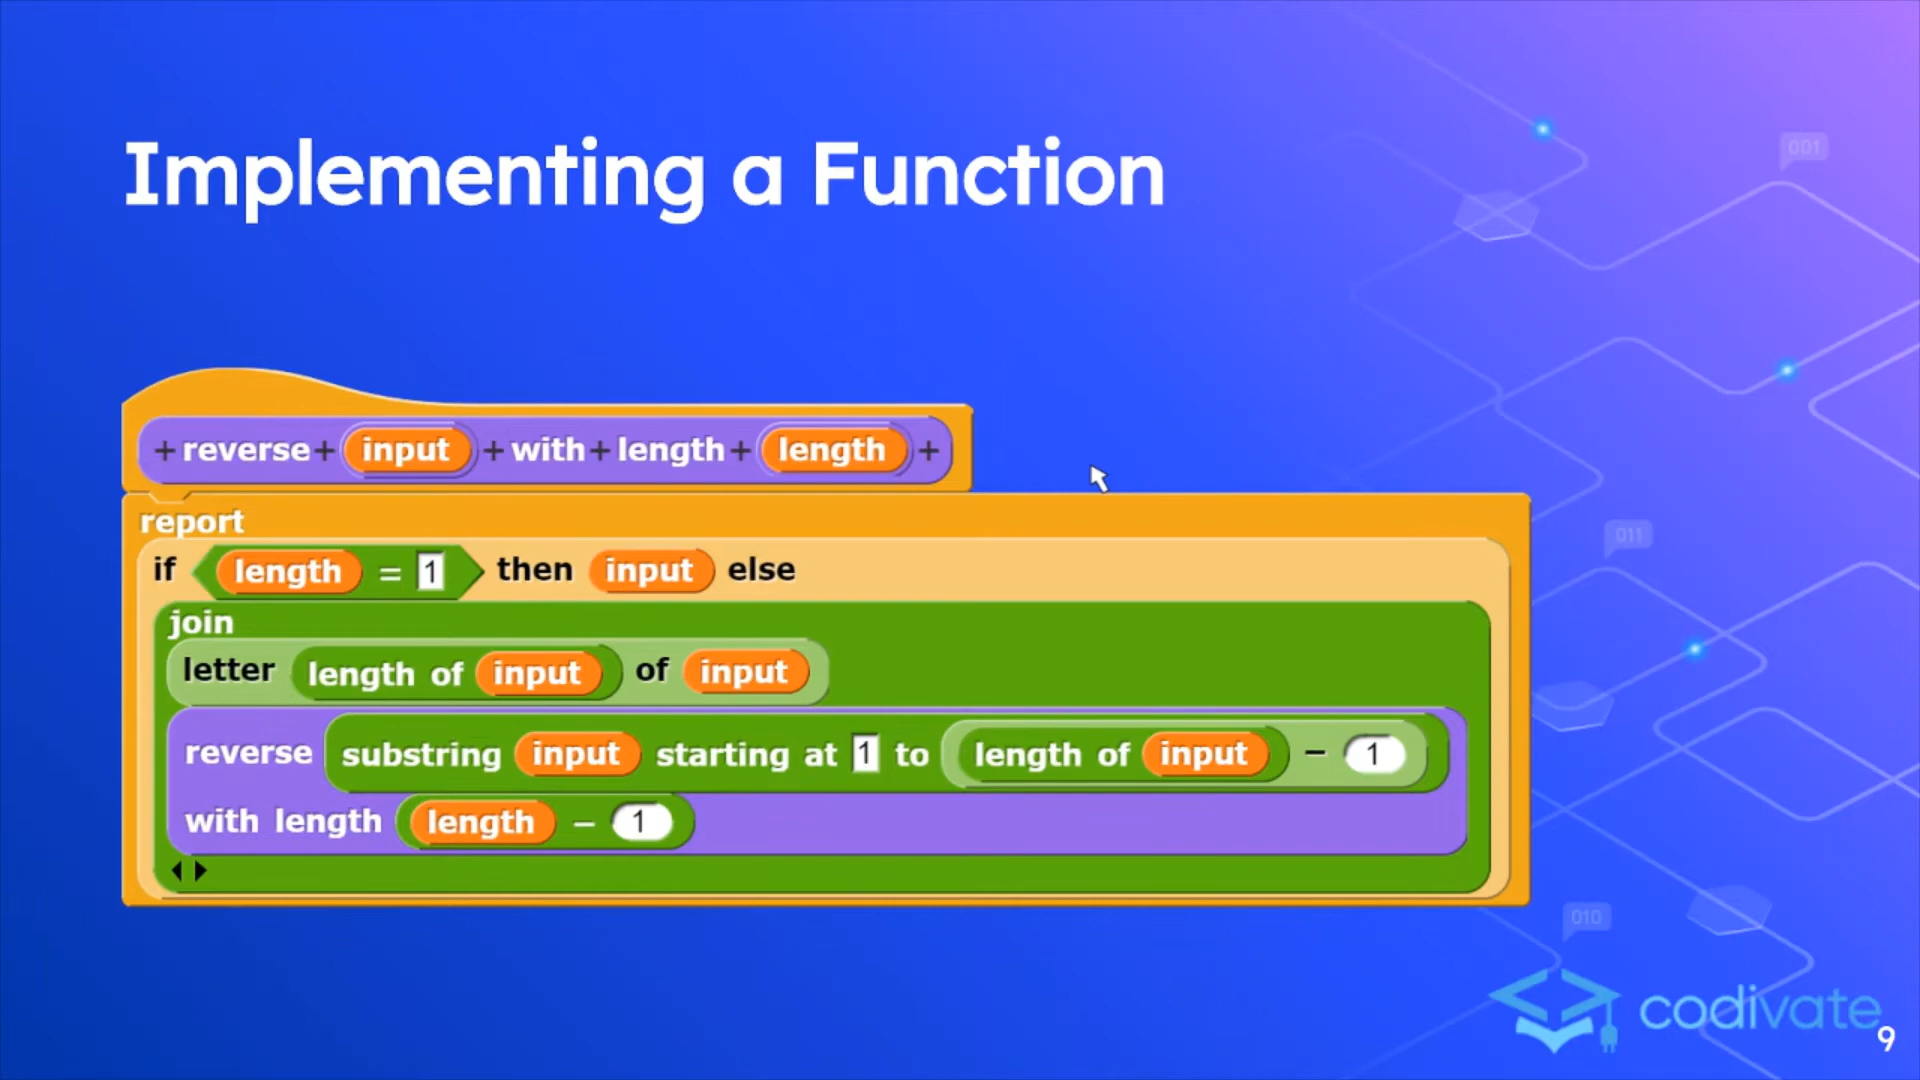 Implementing a Function
+ reverse + input + with + length + length +
report
if length = 1 then input else
join
letter length of input of input
reverse substring input starting at 1 to length of input - 1
with length length - 1
001
011
010
codivate
9